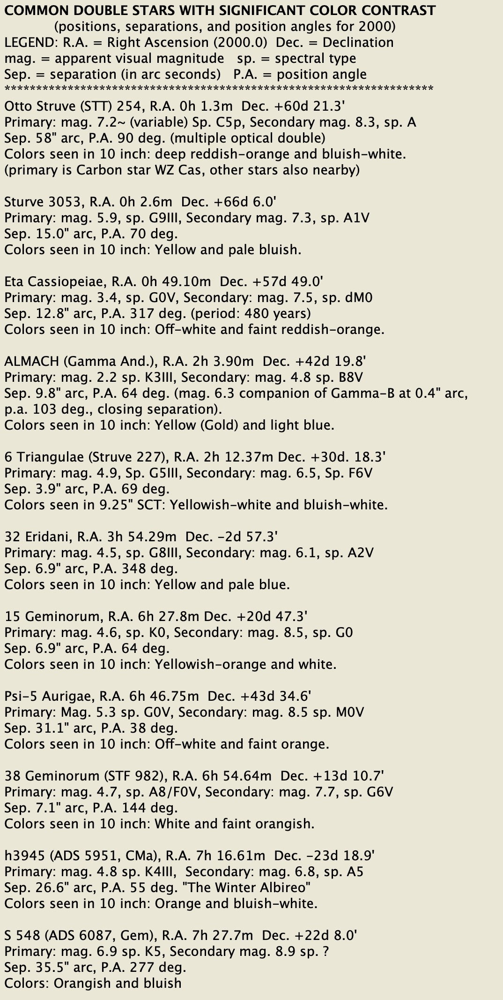 COMMON DOUBLE STARS WITH SIGNIFICANT COLOR CONTRAST
(positions, separations, and position angles for 2000)
LEGEND: R.A. = Right Ascension (2000.0)  Dec. = Declination
mag. = apparent visual magnitude   sp. = spectral type
Sep. = separation (in arc seconds)   P.A. = position angle
********************************************************************
Otto Struve (STT) 254, R.A. 0h 1.3m  Dec. +60d 21.3'
Primary: mag. 7.2~ (variable) Sp. C5p, Secondary mag. 8.3, sp. A
Sep. 58" arc, P.A. 90 deg. (multiple optical double)
Colors seen in 10 inch: deep reddish-orange and bluish-white.
(primary is Carbon star WZ Cas, other stars also nearby)

Sturve 3053, R.A. 0h 2.6m  Dec. +66d 6.0'
Primary: mag. 5.9, sp. G9III, Secondary mag. 7.3, sp. A1V
Sep. 15.0" arc, P.A. 70 deg.
Colors seen in 10 inch: Yellow and pale bluish.

Eta Cassiopeiae, R.A. 0h 49.10m  Dec. +57d 49.0'
Primary: mag. 3.4, sp. G0V, Secondary: mag. 7.5, sp. dM0
Sep. 12.8" arc, P.A. 317 deg. (period: 480 years)
Colors seen in 10 inch: Off-white and faint reddish-orange.

ALMACH (Gamma And.), R.A. 2h 3.90m  Dec. +42d 19.8'
Primary: mag. 2.2 sp. K3III, Secondary: mag. 4.8 sp. B8V
Sep. 9.8" arc, P.A. 64 deg. (mag. 6.3 companion of Gamma-B at 0.4" arc,
p.a. 103 deg., closing separation).
Colors seen in 10 inch: Yellow (Gold) and light blue.

6 Triangulae (Struve 227), R.A. 2h 12.37m Dec. +30d. 18.3'
Primary: mag. 4.9, Sp. G5III, Secondary: mag. 6.5, Sp. F6V
Sep. 3.9" arc, P.A. 69 deg.
Colors seen in 9.25" SCT: Yellowish-white and bluish-white.

32 Eridani, R.A. 3h 54.29m  Dec. -2d 57.3'
Primary: mag. 4.5, sp. G8III, Secondary: mag. 6.1, sp. A2V
Sep. 6.9" arc, P.A. 348 deg.
Colors seen in 10 inch: Yellow and pale blue.

15 Geminorum, R.A. 6h 27.8m Dec. +20d 47.3'
Primary: mag. 4.6, sp. K0, Secondary: mag. 8.5, sp. G0
Sep. 6.9" arc, P.A. 64 deg.
Colors seen in 10 inch: Yellowish-orange and white.

Psi-5 Aurigae, R.A. 6h 46.75m  Dec. +43d 34.6'
Primary: Mag. 5.3 sp. G0V, Secondary: mag. 8.5 sp. M0V
Sep. 31.1" arc, P.A. 38 deg.
Colors seen in 10 inch: Off-white and faint orange.

38 Geminorum (STF 982), R.A. 6h 54.64m  Dec. +13d 10.7'
Primary: mag. 4.7, sp. A8/F0V, Secondary: mag. 7.7, sp. G6V
Sep. 7.1" arc, P.A. 144 deg.
Colors seen in 10 inch: White and faint orangish.

h3945 (ADS 5951, CMa), R.A. 7h 16.61m  Dec. -23d 18.9'
Primary: mag. 4.8 sp. K4III,  Secondary: mag. 6.8, sp. A5
Sep. 26.6" arc, P.A. 55 deg. "The Winter Albireo"
Colors seen in 10 inch: Orange and bluish-white.

S 548 (ADS 6087, Gem), R.A. 7h 27.7m  Dec. +22d 8.0'
Primary: mag. 6.9 sp. K5, Secondary mag. 8.9 sp. ?
Sep. 35.5" arc, P.A. 277 deg.
Colors: Orangish and bluish